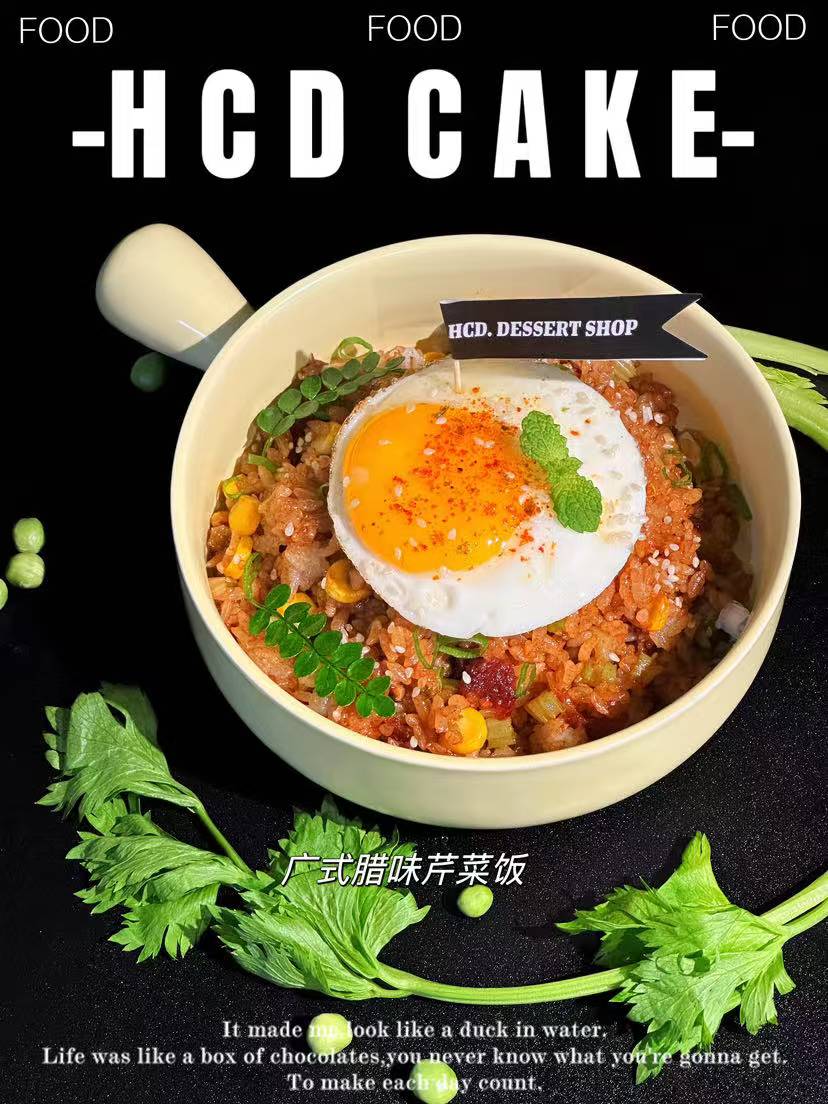 FOOD FOOD FOOD
-HCD CAKE-
HCD. DESSERT SHOP
广式腊味芹菜饭
It made me look like a duck in water.
Life was like a box of chocolates,you never know what you're gonna get.
To make each day count.